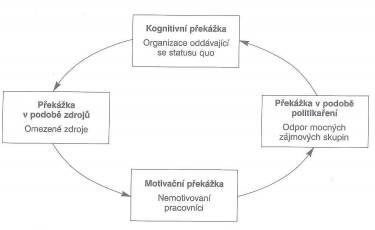 Kognitivní překážka
Organizace oddávající
se statusu quo
Překážka
v podobě zdrojů
Omezené zdroje
Překážka v podobě
politikaření
Odpor mocných
zájmových skupin
Motivační překážka
Nemotivovaní
pracovníci